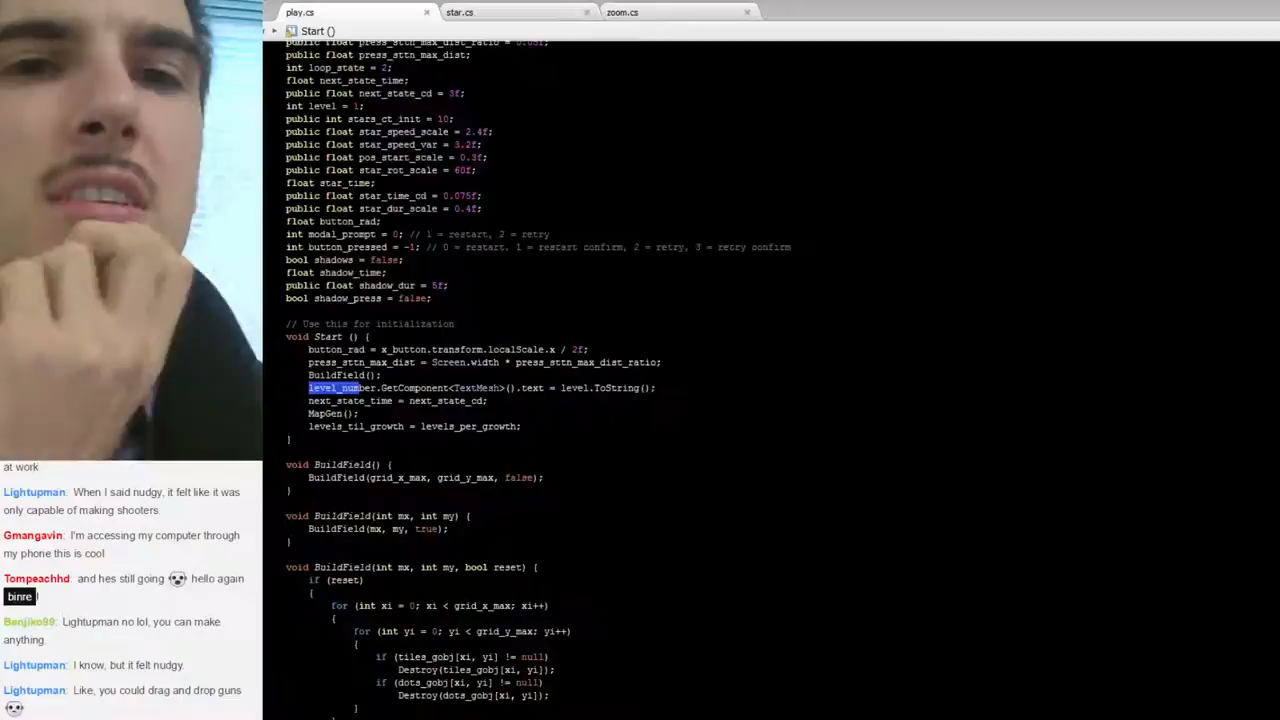 play.cs
star.cs
zoom.cs
Start ()
public float press_sttn_max_dist_ratio = 0.05f;
public float press_sttn_max_dist;
int loop_state = 2;
float next_state_time;
public float next_state_cd = 3f;
int level = 1;
public int stars_ct_init = 10;
public float star_speed_scale = 2.4f;
public float star_speed_var = 3.2f;
public float pos_start_scale = 0.3f;
public float star_rot_scale = 60f;
float star_time;
public float star_time_cd = 0.075f;
public float star_dur_scale = 0.4f;
float button_rad;
int modal_prompt = 0; // 1 = restart, 2 = retry
int button_pressed = -1; // 0 = restart, 1 = restart confirm, 2 = retry, 3 = retry confirm
bool shadows = false;
float shadow_time;
public float shadow_dur = 5f;
bool shadow_press = false;
// Use this for initialization
void Start () {
button_rad = x_button.transform.localScale.x / 2f;
press_sttn_max_dist = Screen.width * press_sttn_max_dist_ratio;
BuildField();
level_number.GetComponent<TextMesh>().text = level.ToString();
next_state_time = next_state_cd;
MapGen();
levels_til_growth = levels_per_growth;
}
void BuildField() {
BuildField(grid_x_max, grid_y_max, false);
}
void BuildField(int mx, int my) {
BuildField(mx, my, true);
}
void BuildField(int mx, int my, bool reset) {
if (reset)
{
for (int xi = 0; xi < grid_x_max; xi++)
{
for (int yi = 0; yi < grid_y_max; yi++)
{
if (tiles_gobj[xi, yi] != null)
Destroy(tiles_gobj[xi, yi]);
if (dots_gobj[xi, yi] != null)
Destroy(dots_gobj[xi, yi]);
}
}
at work
Lightupman: When I said nudgy, it felt like it was
only capable of making shooters
Gmangavin: I'm accessing my computer through
my phone this is cool
Tompeachhd: and hes still going hello again
binre !
Benjiko99: Lightupman no lol, you can make
anything.
Lightupman: I know, but it felt nudgy.
Lightupman: Like, you could drag and drop guns